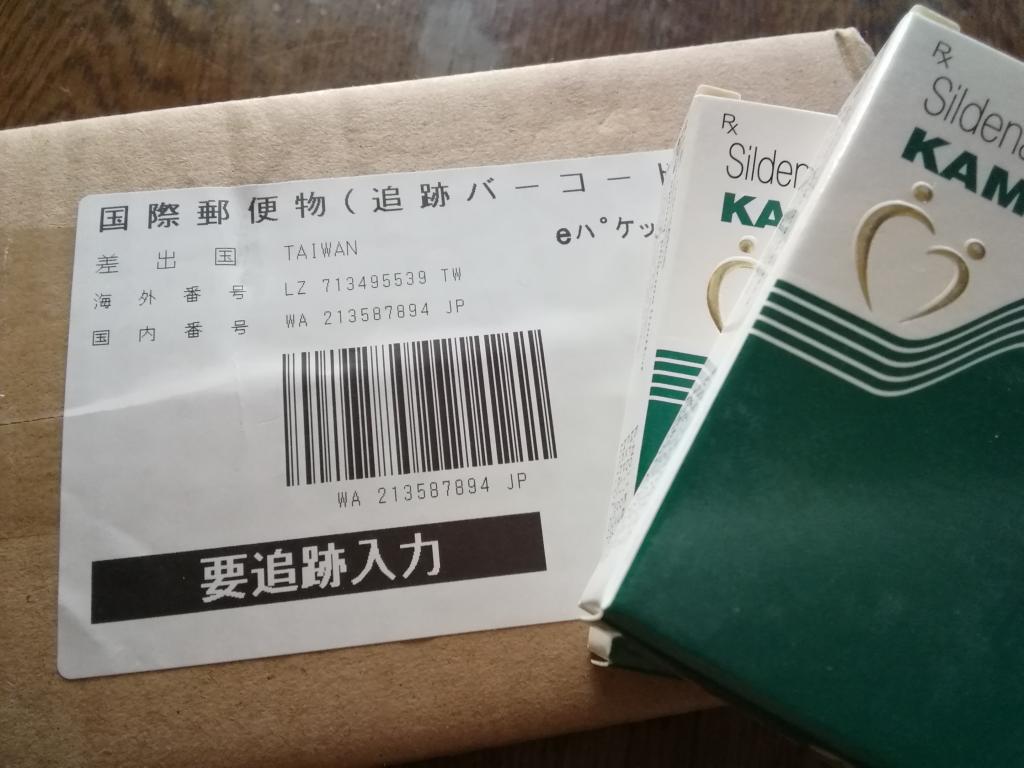 国際郵便物(追跡バーコード
eパケッ
差出国 TAIWAN
海外番号 LZ 713495539 TW
国内番号 WA 213587894 JP
WA 213587894 JP
要追跡入力
Rx
Silden
KA
Rx
Sildena
KAM